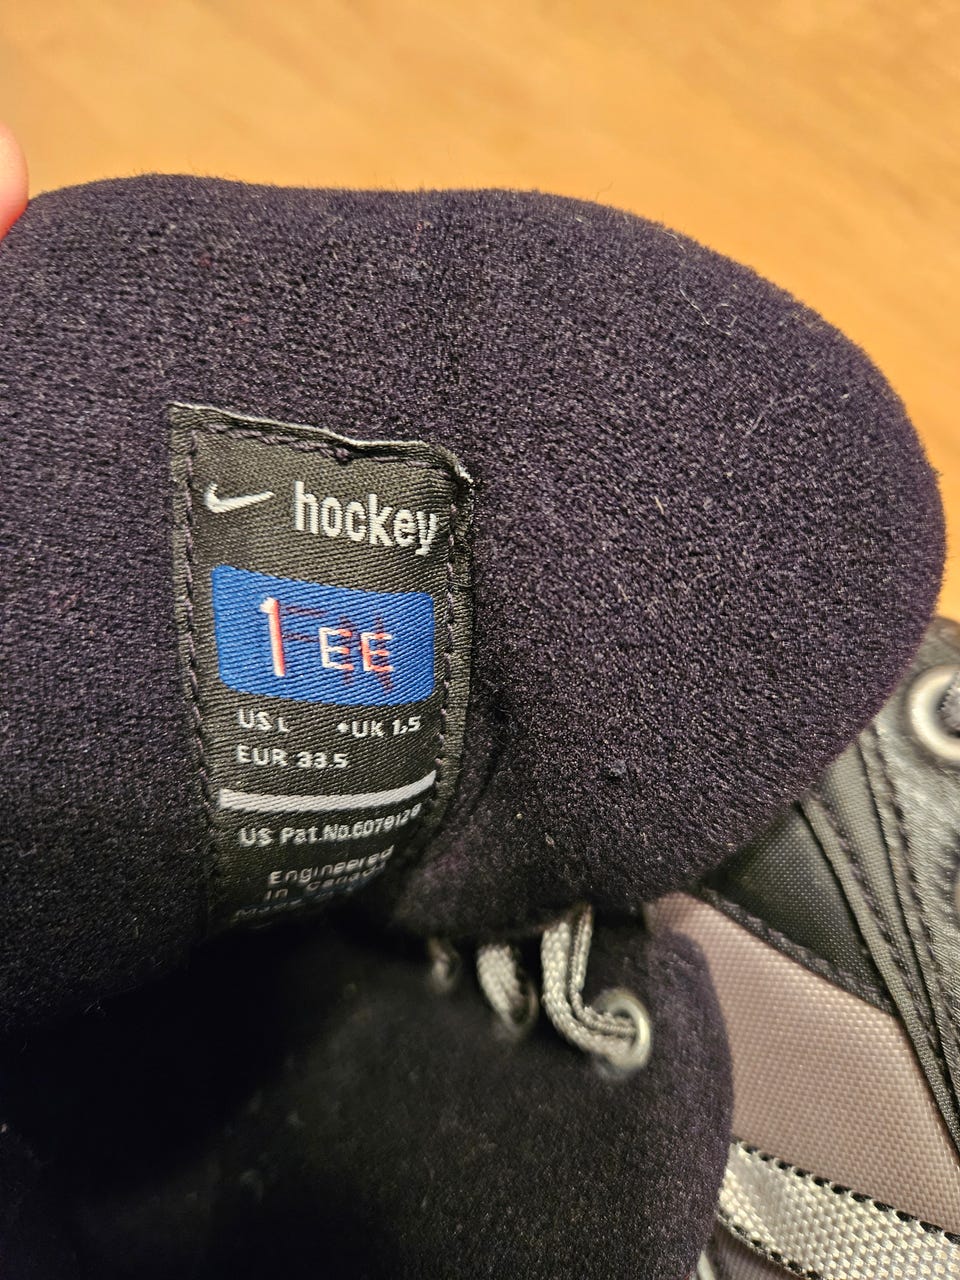 hockey
1 EE
US 1 •UK 1.5
EUR 33.5
US Pat.No.6079128
Engineered
in Canada